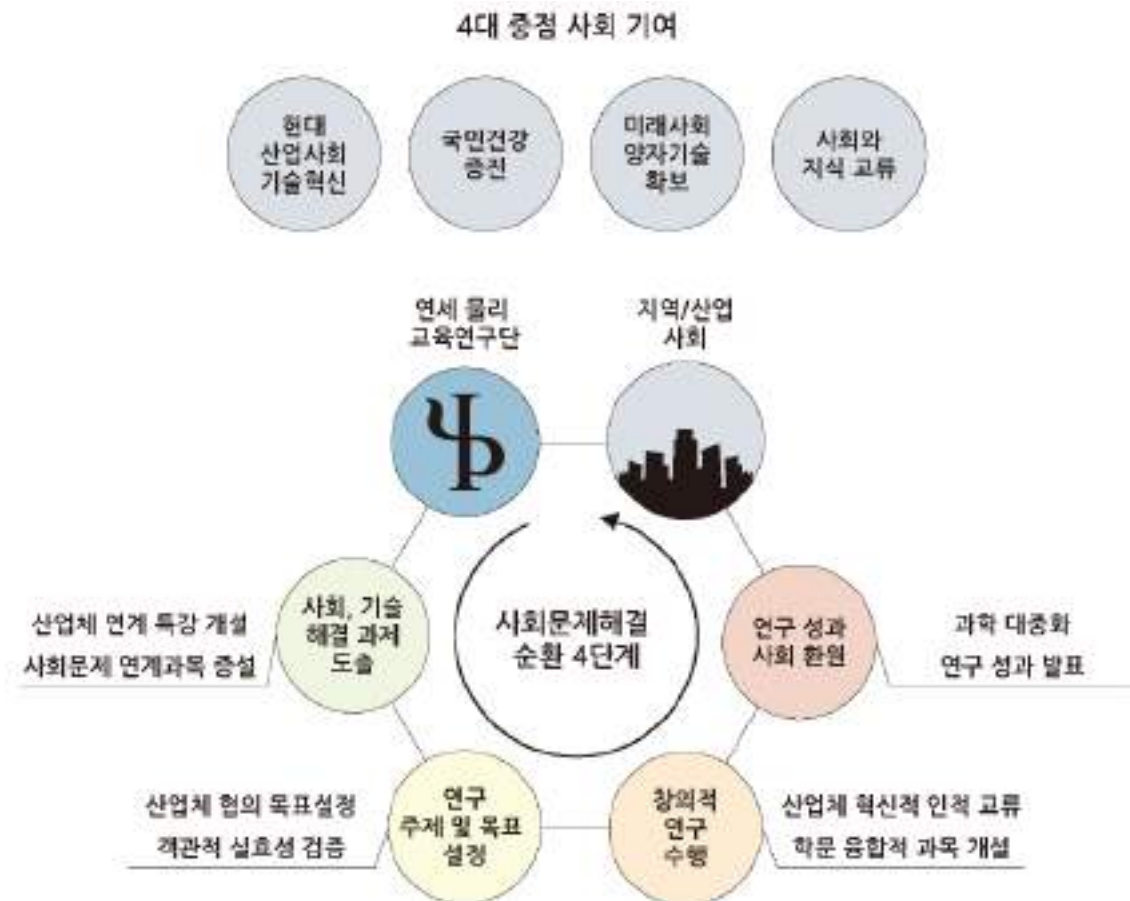 4대 중점 사회 기여
현대
산업사회
기술혁신
국민건강
증진
미래사회
양자기술
확보
사회와
지식 교류
연세 물리
교육연구단
지역/산업
사회
사회, 기술
해결 과제
도출
산업체 연계 특강 개설
사회문제 연계과목 증설
사회문제해결
순환 4단계
연구 성과
사회 환원
과학 대중화
연구 성과 발표
연구
주제 및 목표
설정
산업체 협의 목표설정
객관적 실효성 검증
창의적
연구
수행
산업체 혁신적 인적 교류
학문 융합적 과목 개설